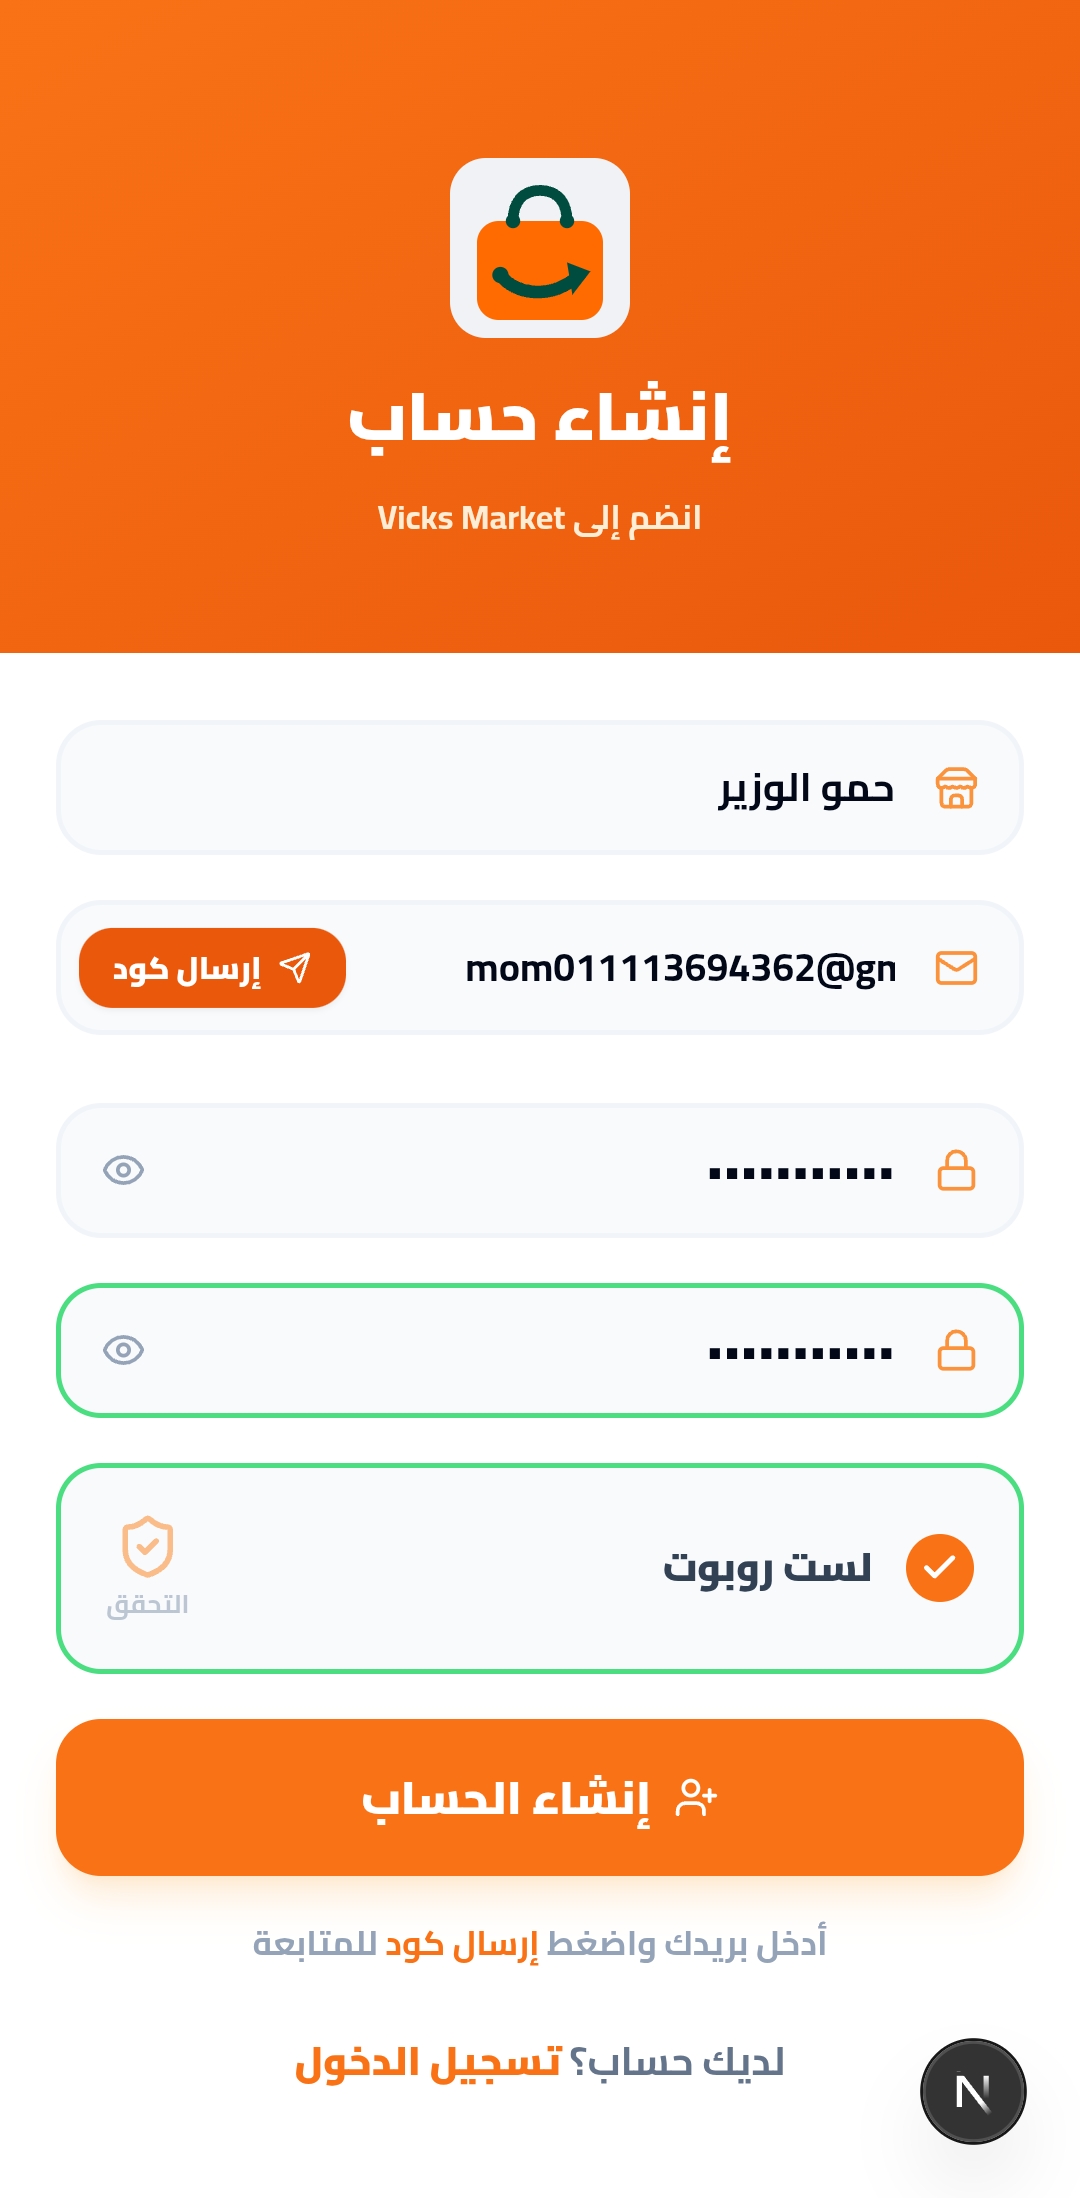 إنشاء حساب
انضم إلى Vicks Market
حمو الوزير
mom011113694362@gm
إرسال كود
لست روبوت
التحقق
إنشاء الحساب
أدخل بريدك واضغط إرسال كود للمتابعة
لديك حساب؟ تسجيل الدخول
N